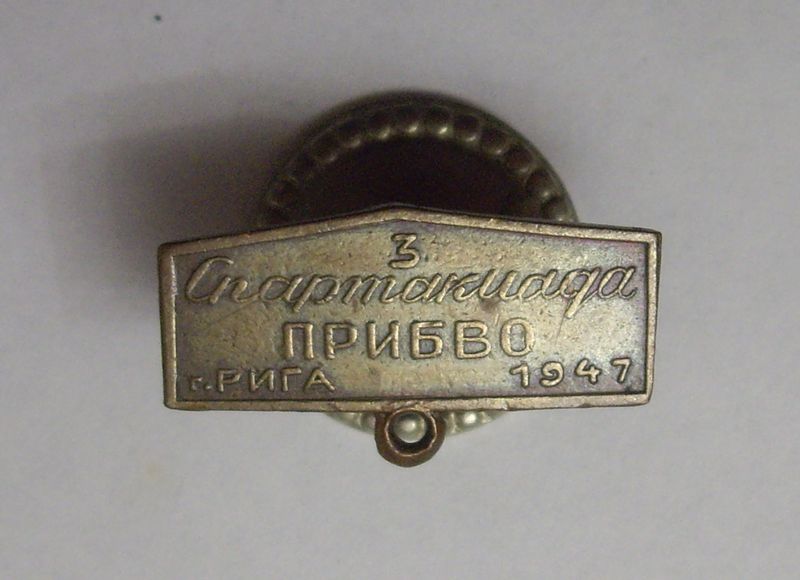 3
Спартакиада
ПРИБВО
г. РИГА 1947